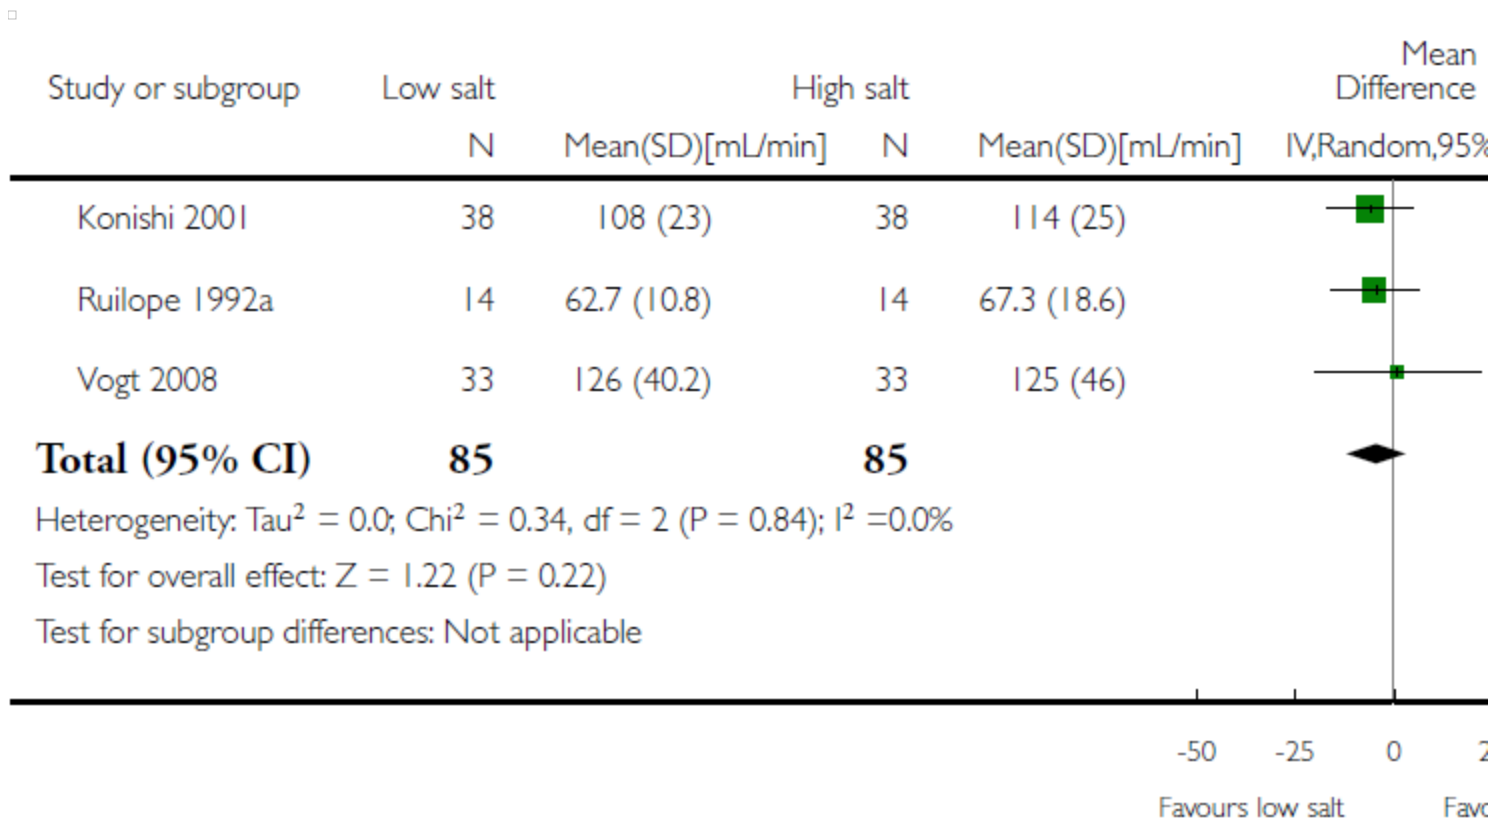 Mean
Study or subgroup Low salt High salt Difference
N Mean(SD)[mL/min] N Mean(SD)[mL/min] IV,Random,95%
Konishi 2001 38 108 (23) 38 114 (25)
Ruilope 1992a 14 62.7 (10.8) 14 67.3 (18.6)
Vogt 2008 33 126 (40.2) 33 125 (46)
Total (95% CI) 85 85
Heterogeneity: Tau² = 0.0; Chi² = 0.34, df = 2 (P = 0.84); I² =0.0%
Test for overall effect: Z = 1.22 (P = 0.22)
Test for subgroup differences: Not applicable
-50 -25 0
Favours low salt